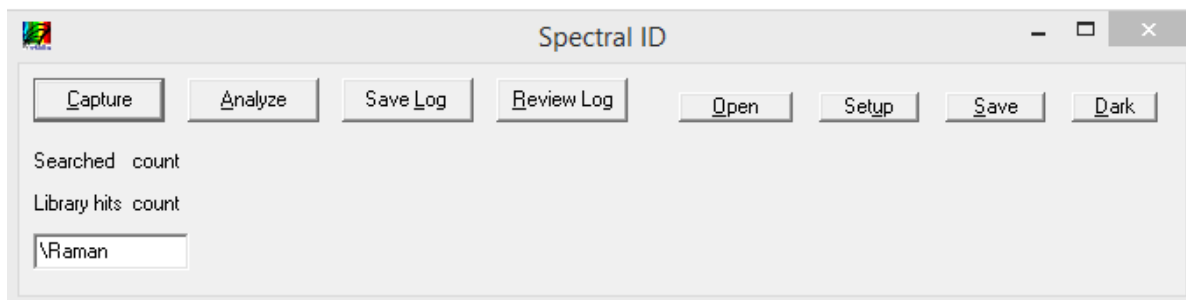 Spectral ID
Capture Analyze Save Log Review Log Open Setup Save Dark
Searched count
Library hits count
\Raman